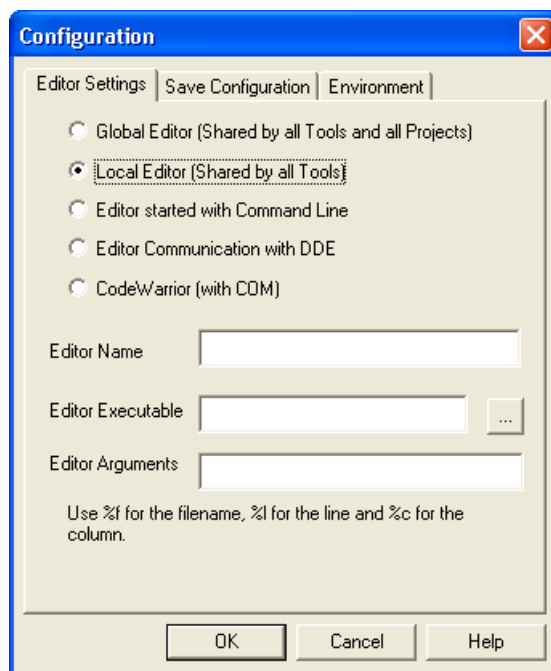 Configuration
Editor Settings Save Configuration Environment
Global Editor (Shared by all Tools and all Projects)
Local Editor (Shared by all Tools)
Editor started with Command Line
Editor Communication with DDE
CodeWarrior (with COM)
Editor Name
Editor Executable ...
Editor Arguments
Use %f for the filename, %l for the line and %c for the
column.
OK Cancel Help